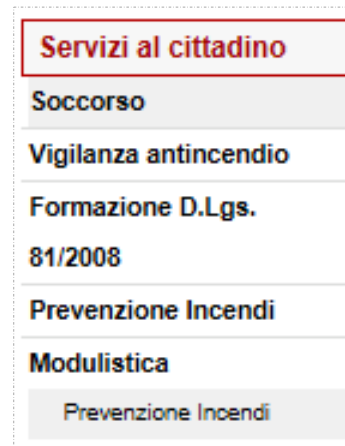 Servizi al cittadino
Soccorso
Vigilanza antincendio
Formazione D.Lgs.
81/2008
Prevenzione Incendi
Modulistica
Prevenzione Incendi